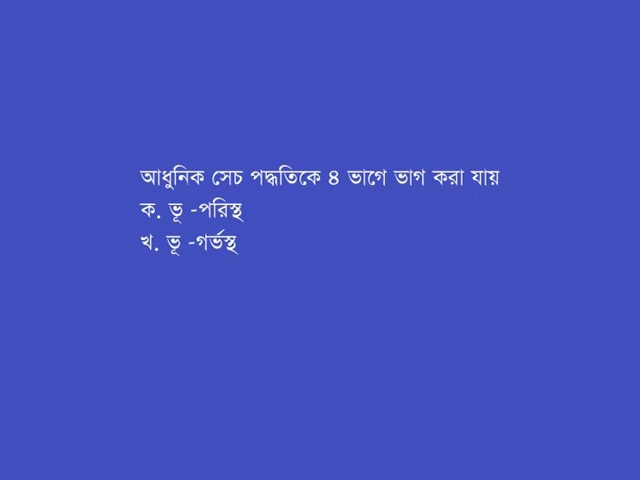 আধুনিক সেচ পদ্ধতিকে ৪ ভাগে ভাগ করা যায়
ক. ভূ -পরিস্থ
খ. ভূ -গর্ভস্থ